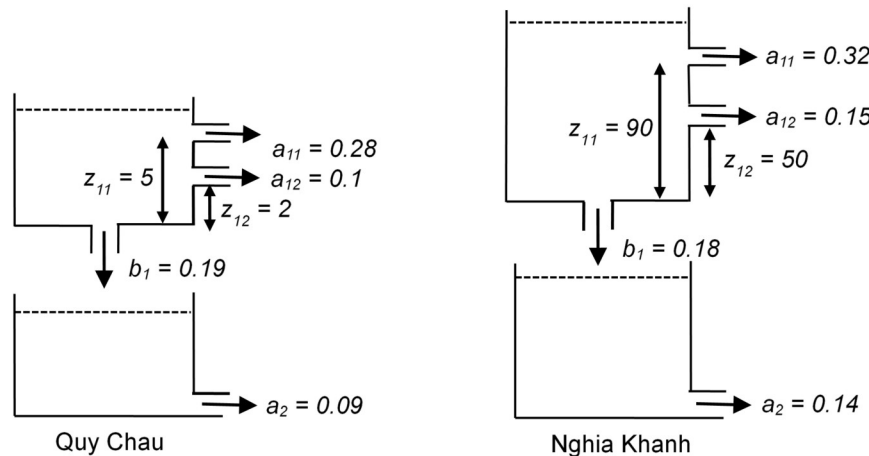 a11 = 0.28
z11 = 5
a12 = 0.1
z12 = 2
b1 = 0.19
a2 = 0.09
Quy Chau
a11 = 0.32
z11 = 90
a12 = 0.15
z12 = 50
b1 = 0.18
a2 = 0.14
Nghia Khanh